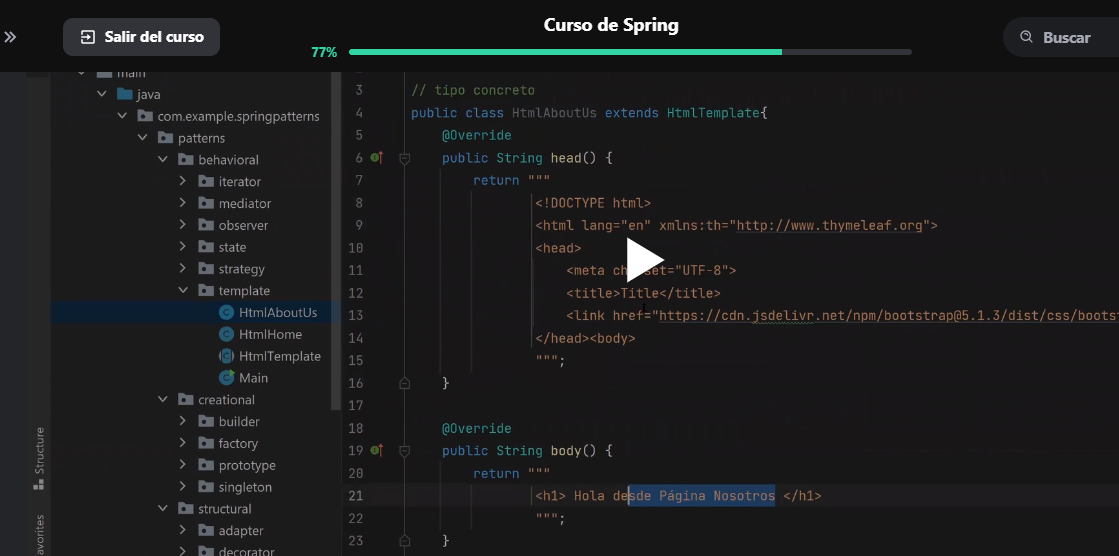 Curso de Spring
Salir del curso
77%
Buscar
main
java
com.example.springpatterns
patterns
behavioral
iterator
mediator
observer
state
strategy
template
HtmlAboutUs
HtmlHome
HtmlTemplate
Main
creational
builder
factory
prototype
singleton
structural
adapter
decorator
Structure
avorites
3 // tipo concreto
4 public class HtmlAboutUs extends HtmlTemplate{
5 @Override
6 public String head() {
7 return """
8 <!DOCTYPE html>
9 <html lang="en" xmlns:th="http://www.thymeleaf.org">
10 <head>
11 <meta ch set="UTF-8">
12 <title>Title</title>
13 <link href="https://cdn.jsdelivr.net/npm/bootstrap@5.1.3/dist/css/boots
14 </head><body>
15 """;
16 }
17
18 @Override
19 public String body() {
20 return """
21 <h1> Hola desde Página Nosotros </h1>
22 """;
23 }